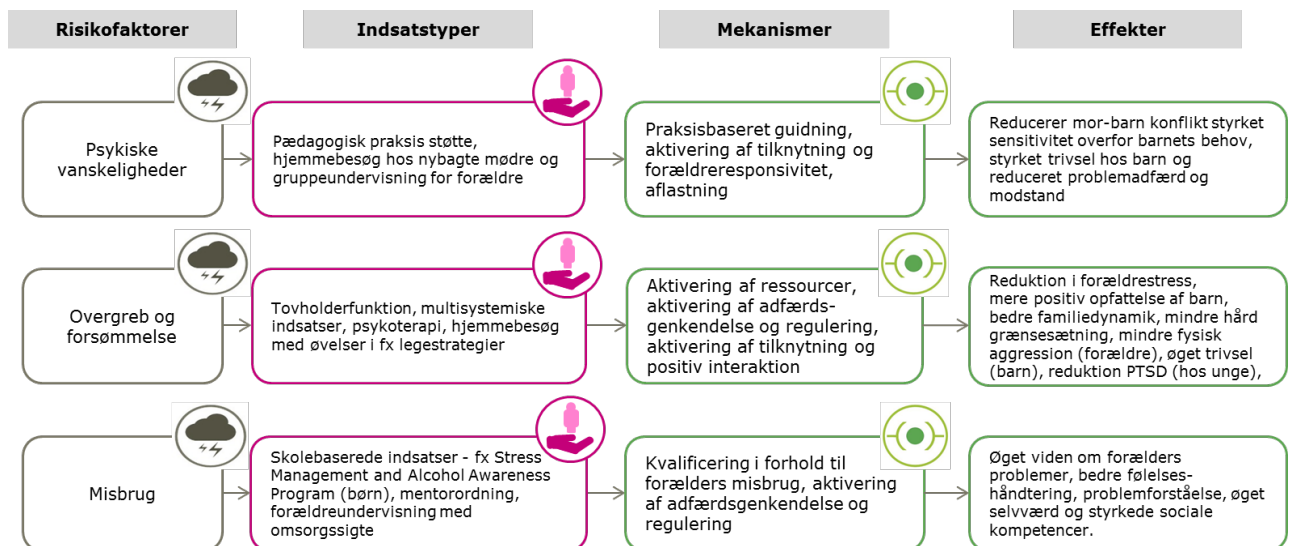 Risikofaktorer
Indsatstyper
Mekanismer
Effekter
Psykiske
vanskeligheder
Pædagogisk praksis støtte,
hjemmebesøg hos nybagte mødre og
gruppeundervisning for forældre
Praksisbaseret guidning,
aktivering af tilknytning og
forældreresponsivitet,
aflastning
Reducerer mor-barn konflikt styrket
sensitivitet overfor barnets behov,
styrket trivsel hos barn og
reduceret problemadfærd og
modstand
Overgreb og
forsømmelse
Tovholderfunktion, multisystemiske
indsatser, psykoterapi, hjemmebesøg
med øvelser i fx legestrategier
Aktivering af ressourcer,
aktivering af adfærds-
genkendelse og regulering,
aktivering af tilknytning og
positiv interaktion
Reduktion i forældrestress,
mere positiv opfattelse af barn,
bedre familiedynamik, mindre hård
grænsesætning, mindre fysisk
aggression (forældre), øget trivsel
(barn), reduktion PTSD (hos unge),
Misbrug
Skolebaserede indsatser - fx Stress
Management and Alcohol Awareness
Program (børn), mentorordning,
forældreundervisning med
omsorgssigte
Kvalificering i forhold til
forælders misbrug, aktivering
af adfærdsgenkendelse og
regulering
Øget viden om forælders
problemer, bedre følelses-
håndtering, problemforståelse, øget
selvværd og styrkede sociale
kompetencer.